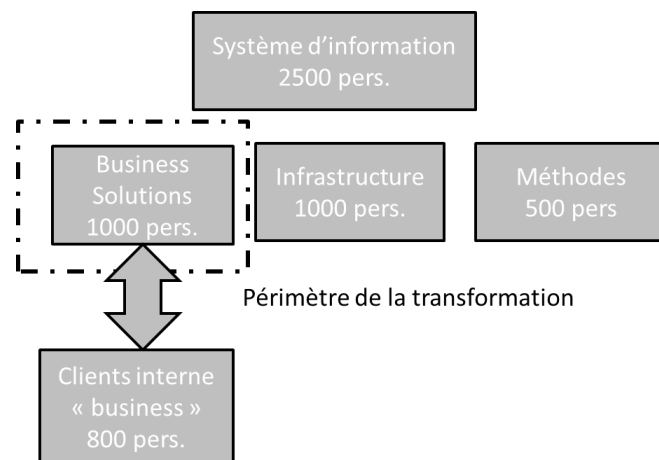 Système d'information
2500 pers.
Business
Solutions
1000 pers.
Infrastructure
1000 pers.
Méthodes
500 pers
Périmètre de la transformation
Clients interne
« business »
800 pers.